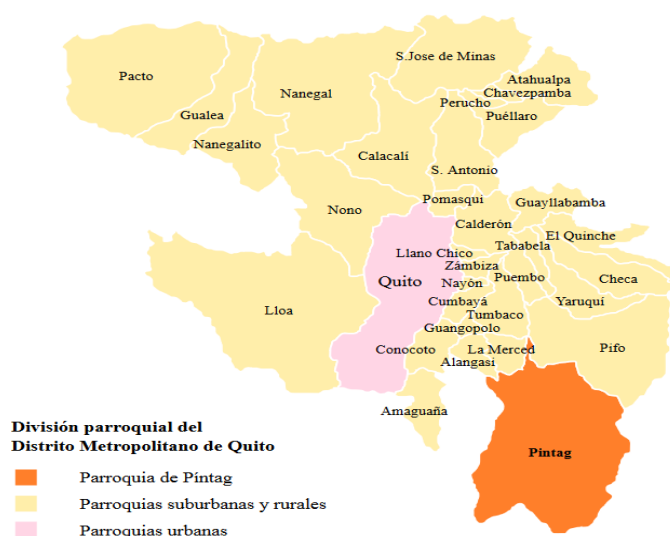 S.Jose de Minas
Pacto
Atahualpa
Nanegal
Chavezpamba
Perucho
Gualea
Puéllaro
Nanegalito
Calacalí
S. Antonio
Pomasqui
Guayllabamba
Nono
Calderón
El Quinche
Tababela
Llano Chico
Zámbiza
Puembo
Checa
Quito
Nayón
Cumbayá
Yaruquí
Lloa
Tumbaco
Guangopolo
Conocoto
La Merced
Pifo
Alangasi
Amaguaña
Pintag
División parroquial del
Distrito Metropolitano de Quito
Parroquia de Píntag
Parroquias suburbanas y rurales
Parroquias urbanas